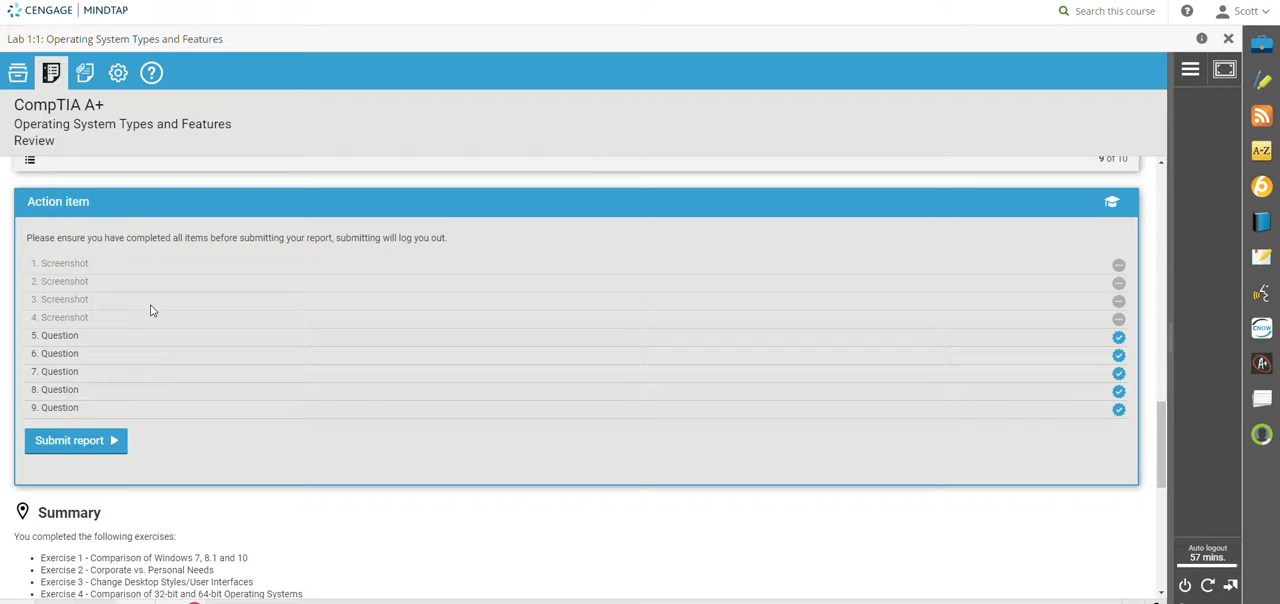 CENGAGE | MINDTAP
Search this course
Scott
Lab 1:1: Operating System Types and Features
CompTIA A+
Operating System Types and Features
Review
9 of 10
Action item
Please ensure you have completed all items before submitting your report, submitting will log you out.
1. Screenshot
2. Screenshot
3. Screenshot
4. Screenshot
5. Question
6. Question
7. Question
8. Question
9. Question
Submit report
Summary
You completed the following exercises:
• Exercise 1 - Comparison of Windows 7, 8.1 and 10
• Exercise 2 - Corporate vs. Personal Needs
• Exercise 3 - Change Desktop Styles/User Interfaces
• Exercise 4 - Comparison of 32-bit and 64-bit Operating Systems
A-Z
CNOW
A+
Auto logout
57 mins.